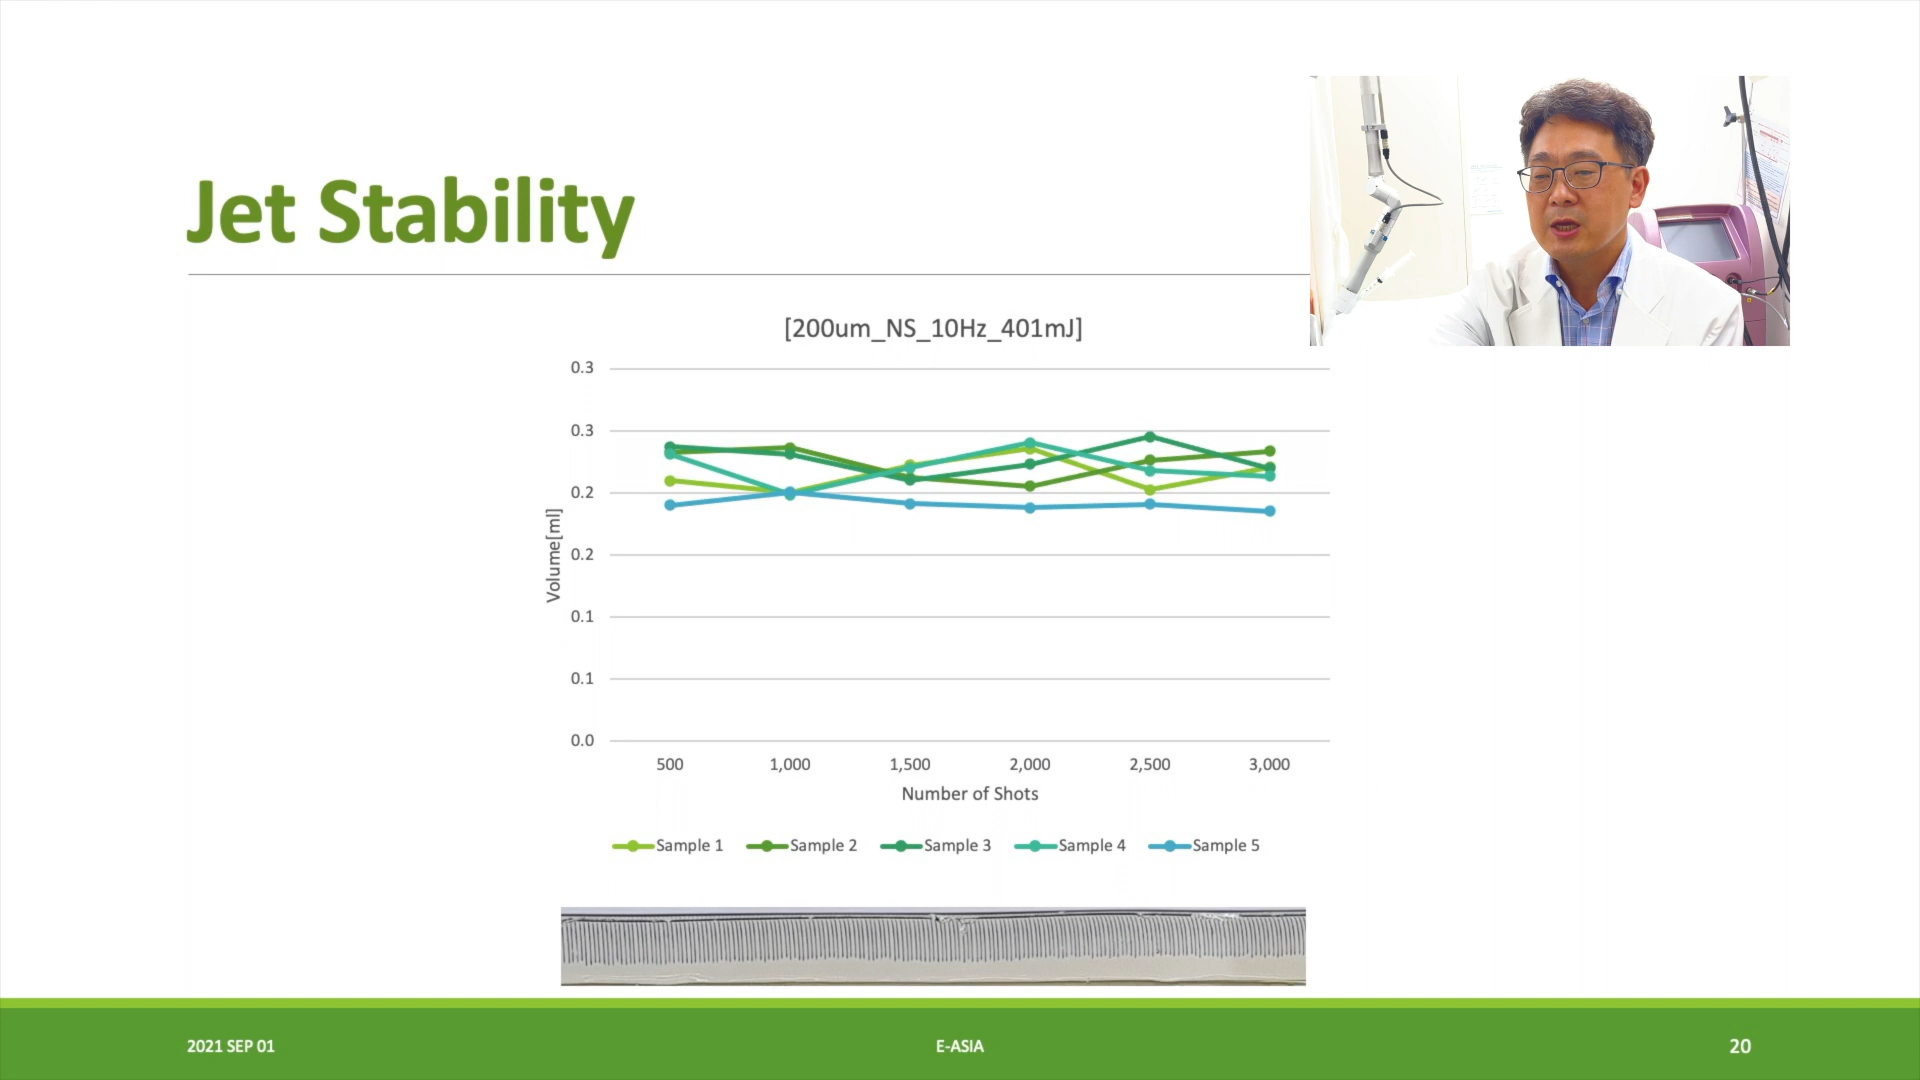 Jet Stability
[200um_NS_10Hz_401mJ]
0.3
0.3
0.2
0.2
0.1
0.1
0.0
Volume[ml]
500 1,000 1,500 2,000 2,500 3,000
Number of Shots
Sample 1 Sample 2 Sample 3 Sample 4 Sample 5
2021 SEP 01 E-ASIA 20